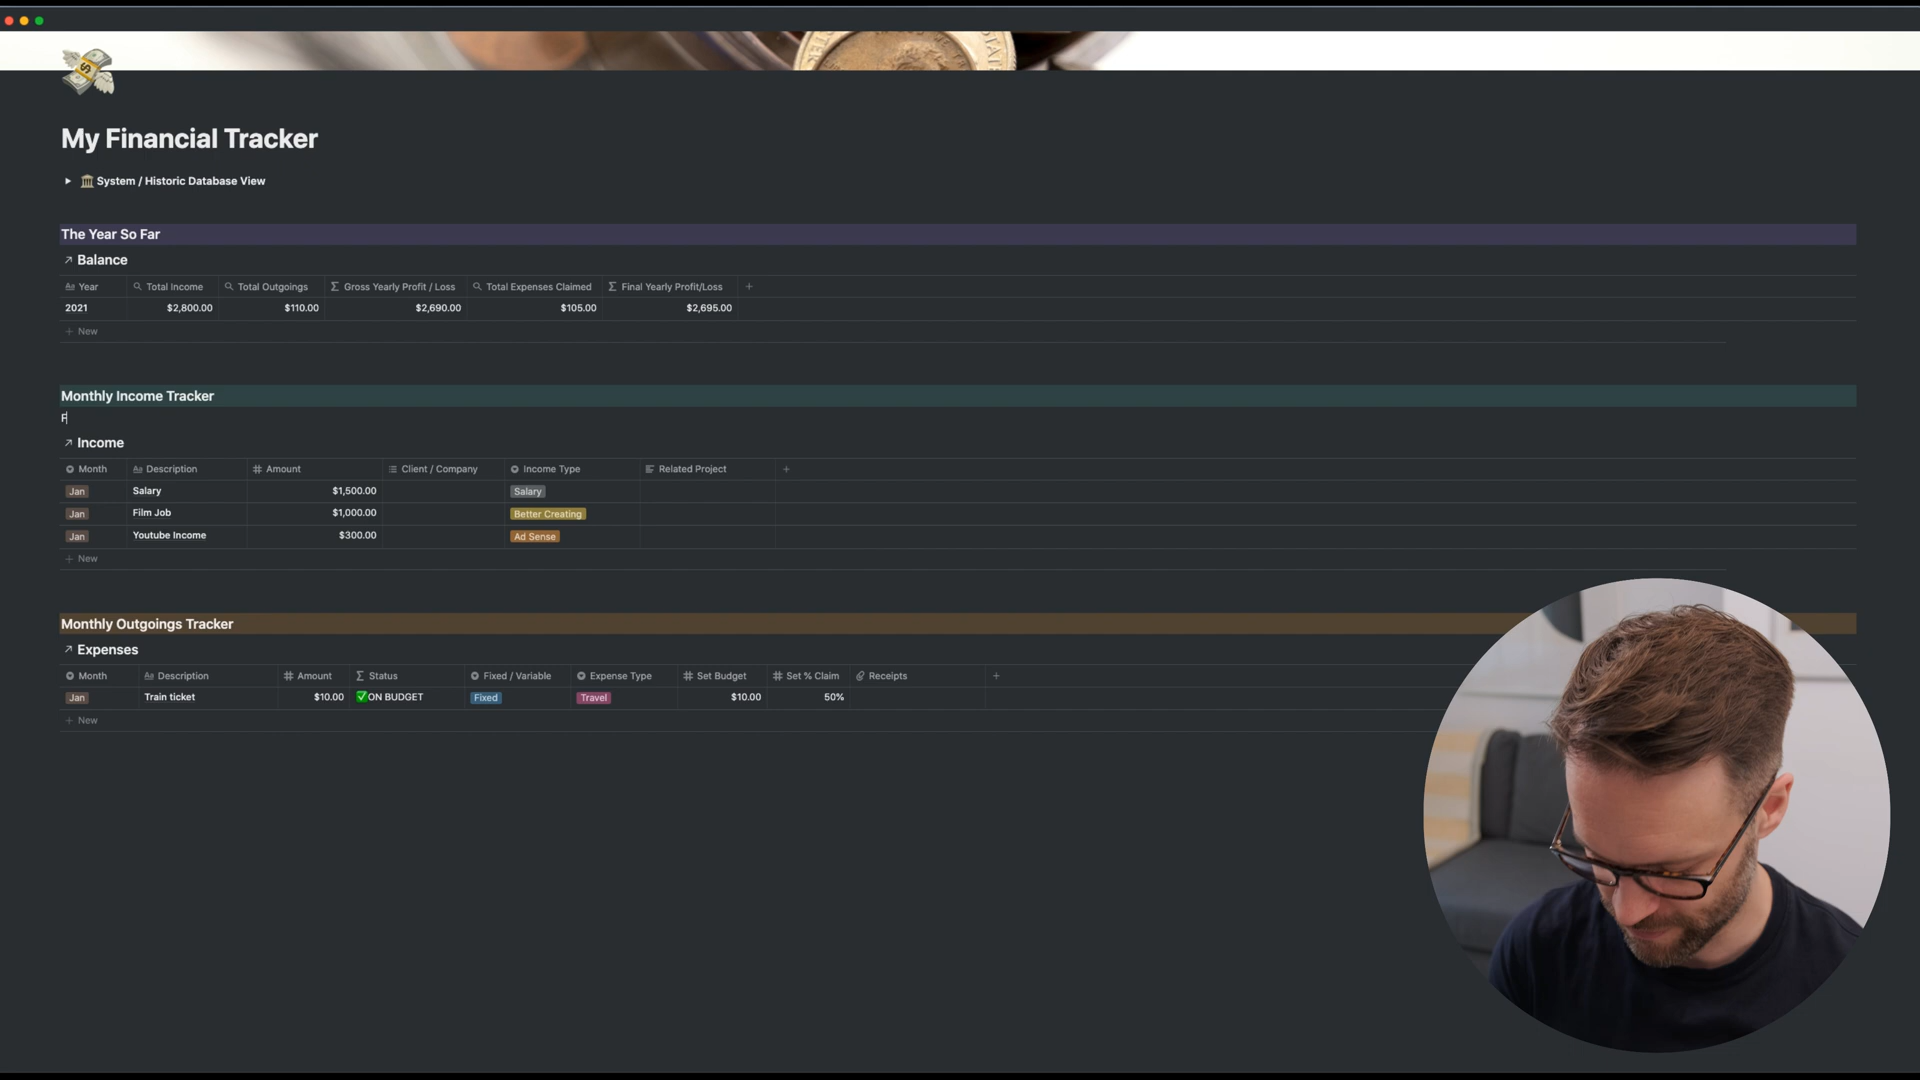 My Financial Tracker
System / Historic Database View
The Year So Far
Balance
Year Total Income Total Outgoings Gross Yearly Profit / Loss Total Expenses Claimed Final Yearly Profit/Loss
2021 $2,800.00 $110.00 $2,690.00 $105.00 $2,695.00
New
Monthly Income Tracker
F
Income
Month Description Amount Client / Company Income Type Related Project
Jan Salary $1,500.00 Salary
Jan Film Job $1,000.00 Better Creating
Jan Youtube Income $300.00 Ad Sense
New
Monthly Outgoings Tracker
Expenses
Month Description Amount Status Fixed / Variable Expense Type Set Budget Set % Claim Receipts
Jan Train ticket $10.00 ✅ON BUDGET Fixed Travel $10.00 50%
New